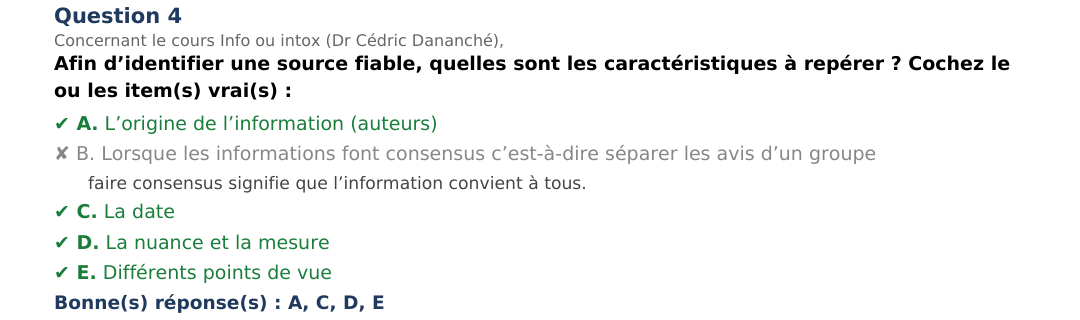 Question 4
Concernant le cours Info ou intox (Dr Cédric Dananché),
Afin d’identifier une source fiable, quelles sont les caractéristiques à repérer ? Cochez le
ou les item(s) vrai(s) :
✔ A. L’origine de l’information (auteurs)
✘ B. Lorsque les informations font consensus c’est-à-dire séparer les avis d’un groupe
faire consensus signifie que l’information convient à tous.
✔ C. La date
✔ D. La nuance et la mesure
✔ E. Différents points de vue
Bonne(s) réponse(s) : A, C, D, E